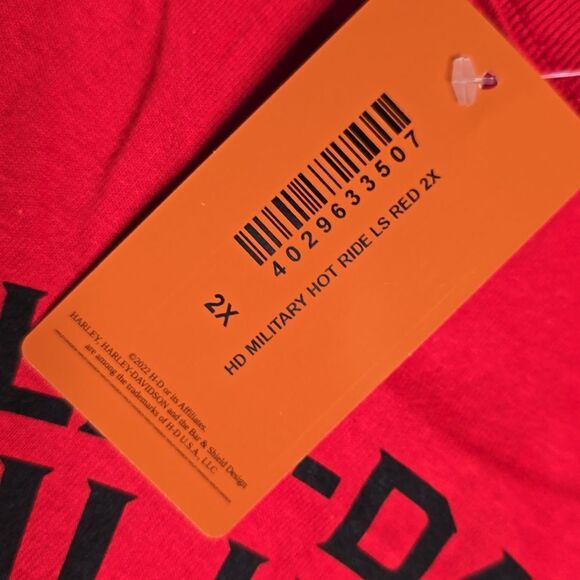 4029633507
2X
HD MILITARY HOT RIDE LS RED 2X
©2022 H-D or its Affiliates.
HARLEY, HARLEY-DAVIDSON and the Bar & Shield Design
are among the trademarks of H-D U.S.A., LLC